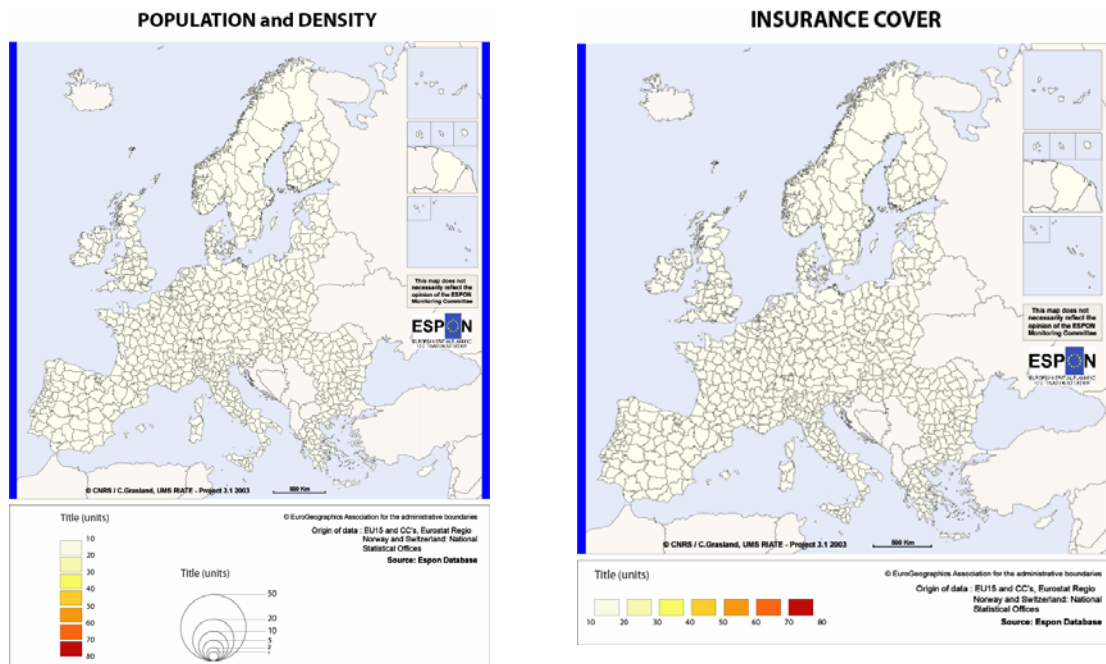 POPULATION and DENSITY
This map does not
necessarily reflect the
opinion of the ESPON
Monitoring Committee
ESPON
© CNRS / C.Grasland, UMS RIATE - Project 3.1 2003
500 Km
Title (units)
10
20
30
40
50
60
70
80
Title (units)
50
20
10
5
2
1
© EuroGeographics Association for the administrative boundaries
Origin of data : EU15 and CC's, Eurostat Regio
Norway and Switzerland: National
Statistical Offices
Source: Espon Database
INSURANCE COVER
This map does not
necessarily reflect the
opinion of the ESPON
Monitoring Committee
ESPON
© CNRS / C.Grasland, UMS RIATE - Project 3.1 2003
500 Km
Title (units)
10 20 30 40 50 60 70 80
© EuroGeographics Association for the administrative boundaries
Origin of data : EU15 and CC's, Eurostat Regio
Norway and Switzerland: National
Statistical Offices
Source: Espon Database